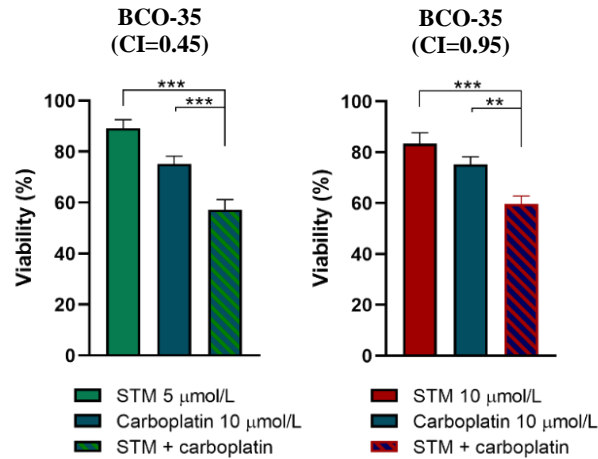 BCO-35
(CI=0.45)
***
***
100
80
60
40
20
0
Viability (%)
STM 5 μmol/L
Carboplatin 10 μmol/L
STM + carboplatin
BCO-35
(CI=0.95)
***
**
100
80
60
40
20
0
Viability (%)
STM 10 μmol/L
Carboplatin 10 μmol/L
STM + carboplatin